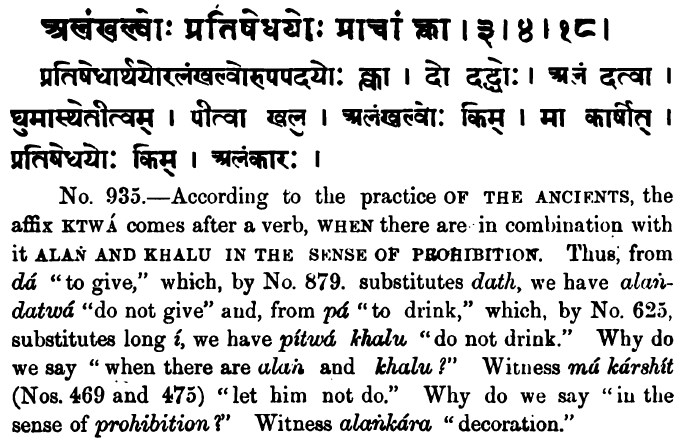 अलंखल्वोः प्रतिषेधयोः प्राचां क्त्वा । ३ । ४ । १८ ।
प्रतिषेधार्थयोरलंखल्वोरुपपदयोः क्त्वा । दो दद्घोः । अलं दत्वा ।
घुमास्थेतीत्वम् । पीत्वा खलु । अलंखल्वोः किम् । मा कार्षीत् ।
प्रतिषेधयोः किम् । अलंकारः ।
No. 935.—According to the practice OF THE ANCIENTS, the
affix KTWÁ comes after a verb, WHEN there are in combination with
it ALAṄ AND KHALU IN THE SENSE OF PROHIBITION. Thus, from
dá "to give," which, by No. 879. substitutes dath, we have alaṅ-
datwá "do not give" and, from pá "to drink," which, by No. 625,
substitutes long í, we have pítwá khalu "do not drink." Why do
we say "when there are alaṅ and khalu?" Witness má kárshít
(Nos. 469 and 475) "let him not do." Why do we say "in the
sense of prohibition?" Witness alaṅkára "decoration."